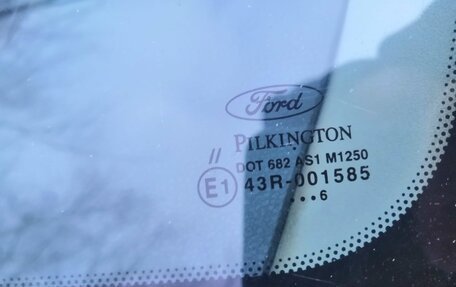 Ford
PILKINGTON
//
DOT 682 AS1 M1250
E1 43R-001585
•••6